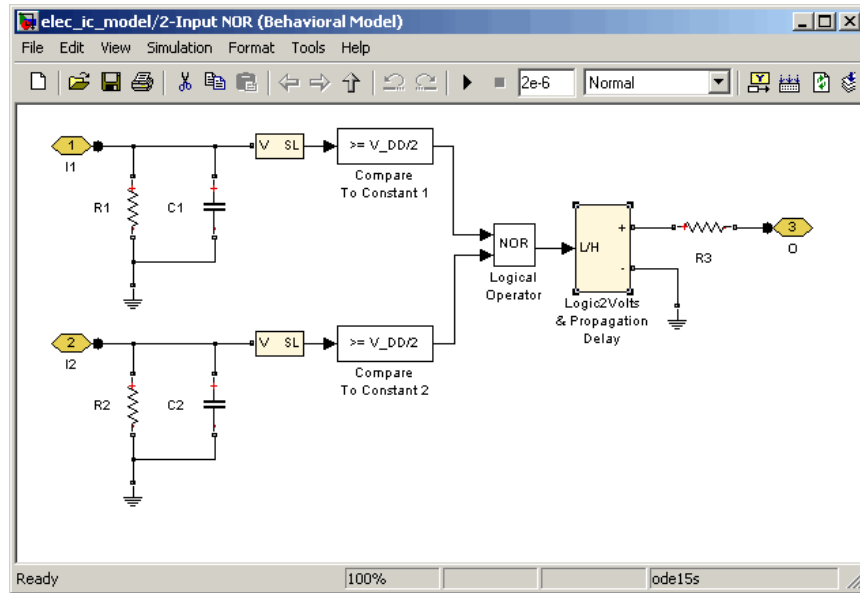 elec_ic_model/2-Input NOR (Behavioral Model)
File Edit View Simulation Format Tools Help
2e-6 Normal
1
I1
R1
C1
V SL
>= V_DD/2
Compare
To Constant 1
NOR
Logical
Operator
L/H
+
-
Logic2Volts
& Propagation
Delay
R3
3
O
2
I2
R2
C2
V SL
>= V_DD/2
Compare
To Constant 2
Ready 100% ode15s